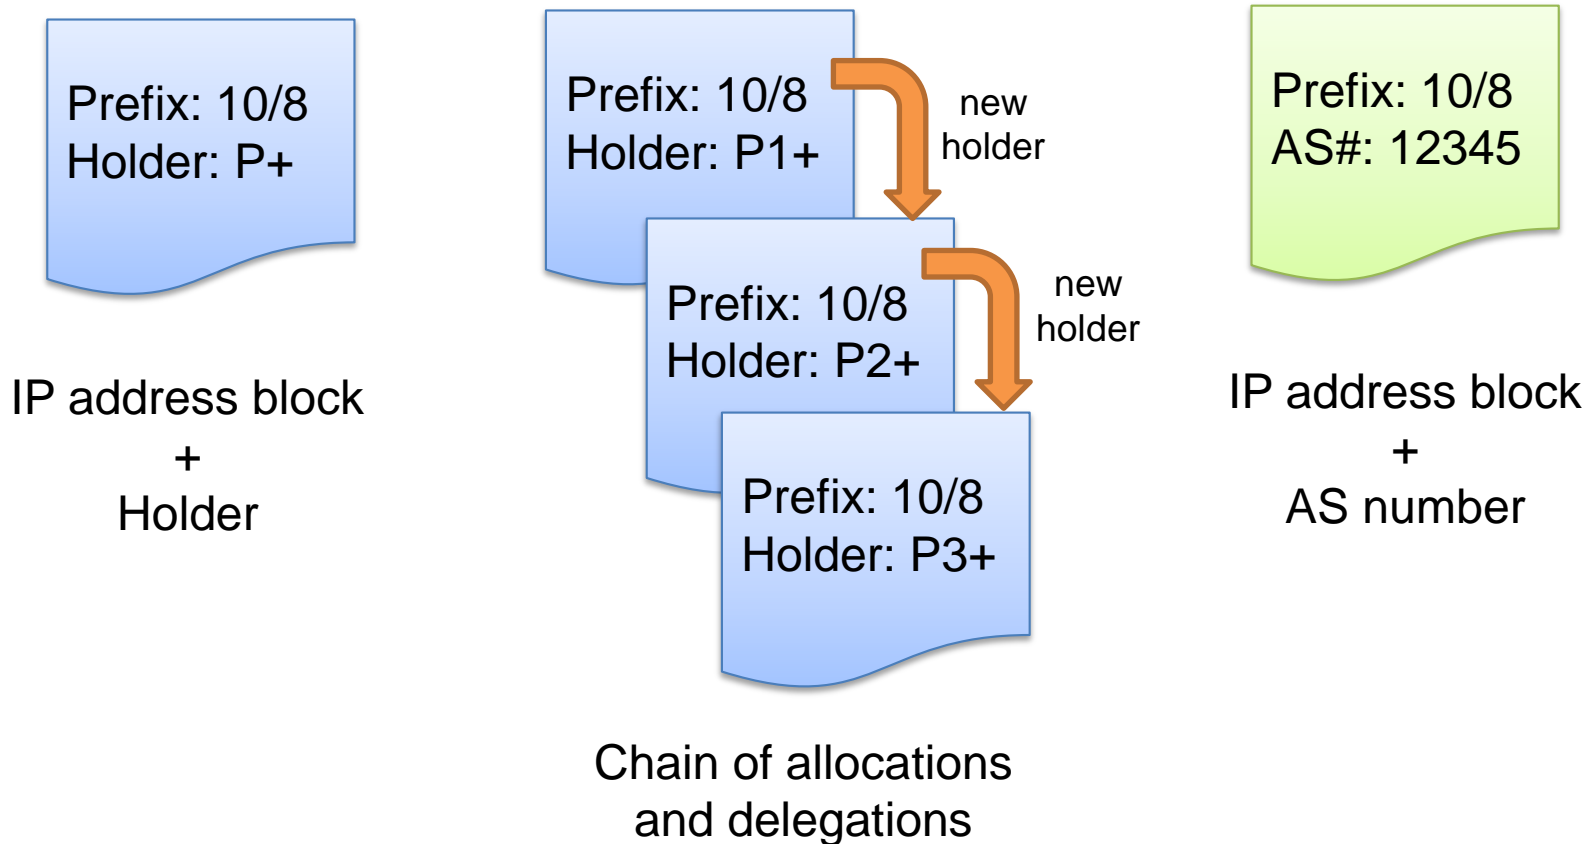 Prefix: 10/8
Holder: P+
IP address block
+
Holder
Prefix: 10/8
Holder: P1+
new
holder
Prefix: 10/8
Holder: P2+
new
holder
Prefix: 10/8
Holder: P3+
Chain of allocations
and delegations
Prefix: 10/8
AS#: 12345
IP address block
+
AS number